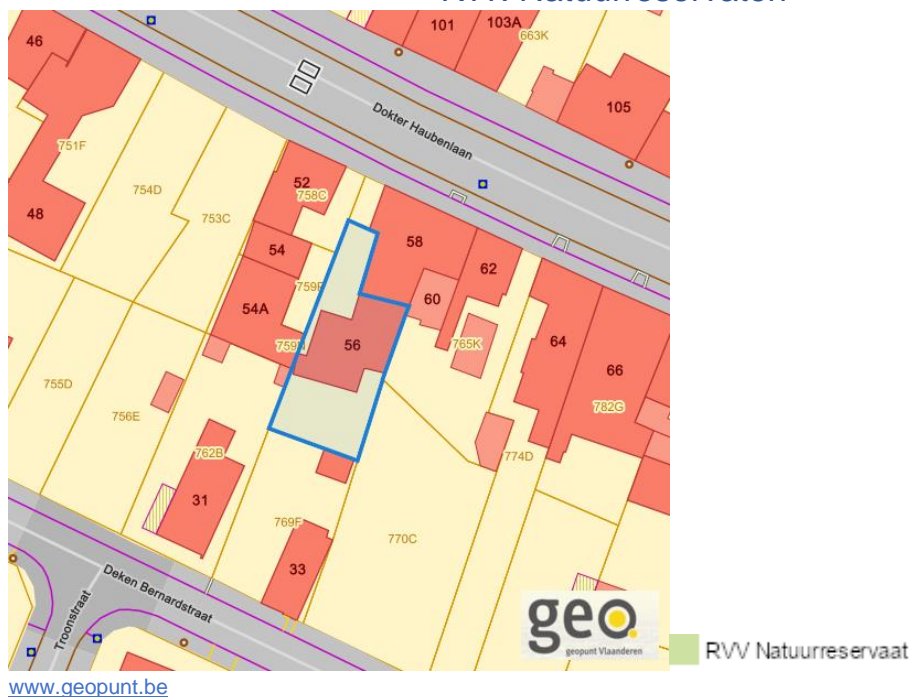 RVV Natuurreservaten
46
101
103A
663K
105
Dokter Haubenlaan
751F
754D
753C
48
52
758C
54
54A
58
62
60
56
765K
64
66
782G
755D
756E
762B
31
769F
33
770C
774D
Deken Bernardstraat
Troonstraat
geo
geopunt Vlaanderen
RVV Natuurreservaat
www.geopunt.be